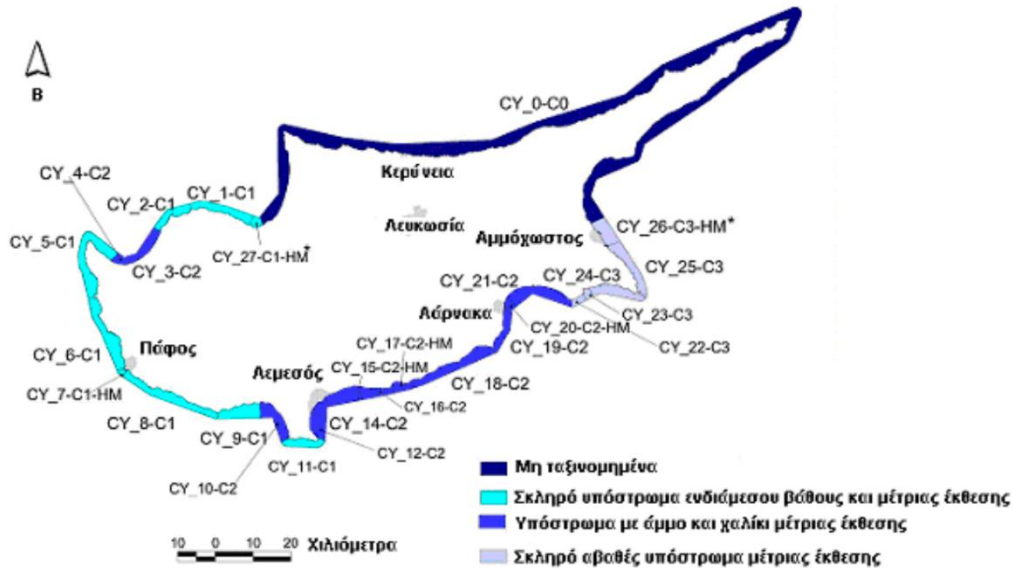 CY_0-C0
B
Κερύνεια
CY_4-C2
CY_1-C1
CY_2-C1
Λευκωσία
CY_26-C3-HM*
Αμμόχωστος
CY_5-C1
CY_27-C1-HM*
CY_3-C2
CY_25-C3
CY_24-C3
CY_21-C2
Λάρνακα
CY_23-C3
CY_20-C2-HM
CY_17-C2-HM
CY_19-C2
CY_22-C3
Πάφος
CY_6-C1
CY_15-C2-HM
Λεμεσός
CY_18-C2
CY_7-C1-HM
CY_16-C2
CY_8-C1
CY_14-C2
CY_9-C1
CY_12-C2
CY_11-C1
CY_10-C2
Μη ταξινομημένα
Σκληρό υπόστρωμα ενδιάμεσου βάθους και μέτριας έκθεσης
Υπόστρωμα με άμμο και χαλίκι μέτριας έκθεσης
Σκληρό αβαθές υπόστρωμα μέτριας έκθεσης
10 0 10 20 Χιλιόμετρα